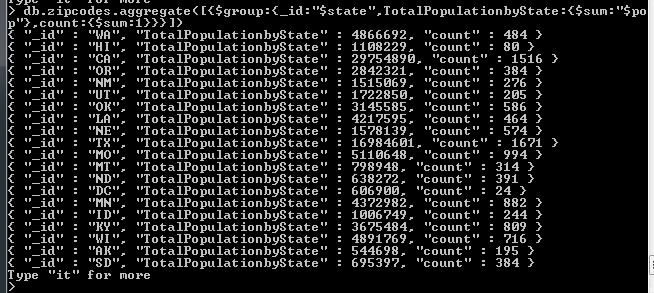 Type "it" for more
> db.zipcodes.aggregate([{$group:{_id:"$state",TotalPopulationbyState:{$sum:"$po
p"},count:{$sum:1}}}])
{ "_id" : "WA", "TotalPopulationbyState" : 4866692, "count" : 484 }
{ "_id" : "HI", "TotalPopulationbyState" : 1108229, "count" : 80 }
{ "_id" : "CA", "TotalPopulationbyState" : 29754890, "count" : 1516 }
{ "_id" : "OR", "TotalPopulationbyState" : 2842321, "count" : 384 }
{ "_id" : "NM", "TotalPopulationbyState" : 1515069, "count" : 276 }
{ "_id" : "UT", "TotalPopulationbyState" : 1722850, "count" : 205 }
{ "_id" : "OK", "TotalPopulationbyState" : 3145585, "count" : 586 }
{ "_id" : "LA", "TotalPopulationbyState" : 4217595, "count" : 464 }
{ "_id" : "NE", "TotalPopulationbyState" : 1578139, "count" : 574 }
{ "_id" : "TX", "TotalPopulationbyState" : 16984601, "count" : 1671 }
{ "_id" : "MO", "TotalPopulationbyState" : 5110648, "count" : 994 }
{ "_id" : "MT", "TotalPopulationbyState" : 798948, "count" : 314 }
{ "_id" : "ND", "TotalPopulationbyState" : 638272, "count" : 391 }
{ "_id" : "DC", "TotalPopulationbyState" : 606900, "count" : 24 }
{ "_id" : "MN", "TotalPopulationbyState" : 4372982, "count" : 882 }
{ "_id" : "ID", "TotalPopulationbyState" : 1006749, "count" : 244 }
{ "_id" : "KY", "TotalPopulationbyState" : 3675484, "count" : 809 }
{ "_id" : "WI", "TotalPopulationbyState" : 4891769, "count" : 716 }
{ "_id" : "AK", "TotalPopulationbyState" : 544698, "count" : 195 }
{ "_id" : "SD", "TotalPopulationbyState" : 695397, "count" : 384 }
Type "it" for more
>